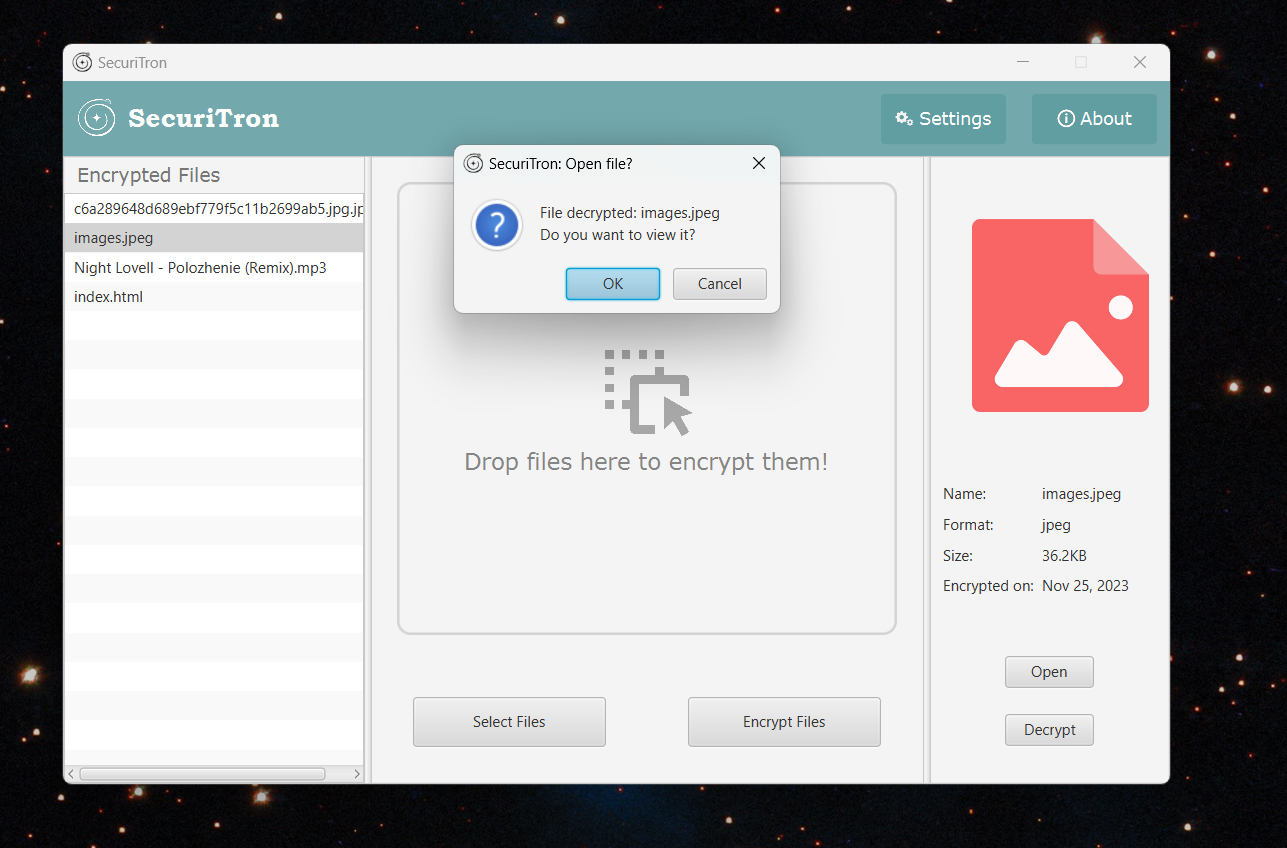 SecuriTron
SecuriTron
Settings
About
Encrypted Files
c6a289648d689ebf779f5c11b2699ab5.jpg.jp
images.jpeg
Night Lovell - Polozhenie (Remix).mp3
index.html
SecuriTron: Open file?
?
File decrypted: images.jpeg
Do you want to view it?
OK
Cancel
Drop files here to encrypt them!
Select Files
Encrypt Files
Name: images.jpeg
Format: jpeg
Size: 36.2KB
Encrypted on: Nov 25, 2023
Open
Decrypt